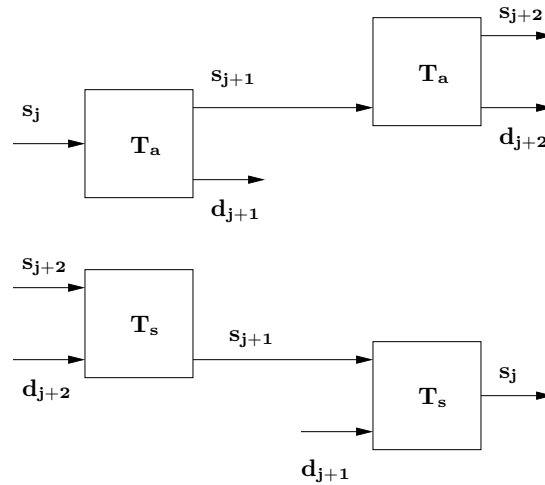 s_{j+2}
s_{j+1}
T_a
s_j
T_a
d_{j+2}
d_{j+1}
s_{j+2}
T_s
s_{j+1}
s_j
d_{j+2}
T_s
d_{j+1}